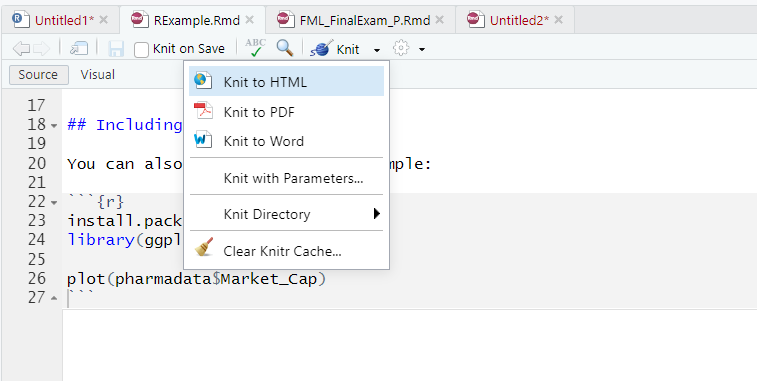 Untitled1* RExample.Rmd FML_FinalExam_P.Rmd Untitled2*
Knit on Save ABC Knit
Source Visual
Knit to HTML
Knit to PDF
Knit to Word
Knit with Parameters...
Knit Directory
Clear Knitr Cache...
17
18 ## Including
19
20 You can also mple:
21
22 ```{r}
23 install.pack
24 library(ggpl
25
26 plot(pharmadata$Market_Cap)
27 ```